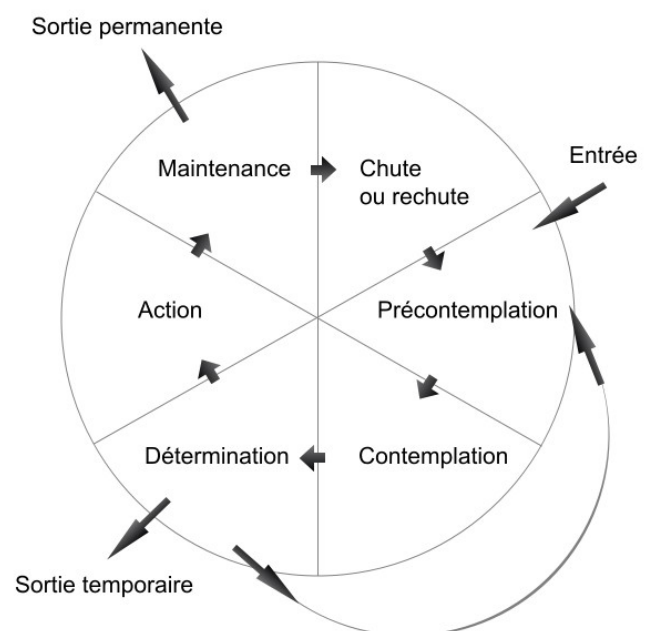 Sortie permanente
Entrée
Maintenance
Chute
ou rechute
Action
Précontemplation
Détermination
Contemplation
Sortie temporaire